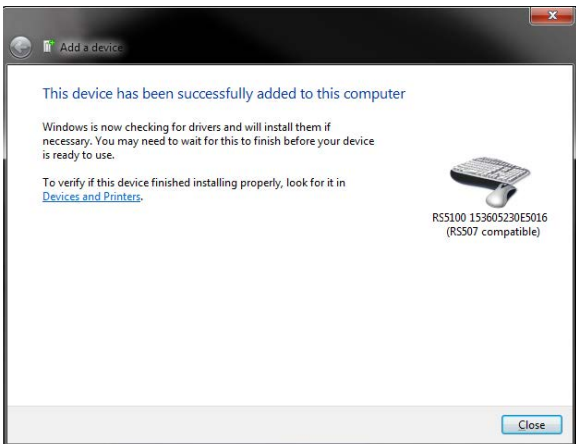 Add a device
This device has been successfully added to this computer
Windows is now checking for drivers and will install them if
necessary. You may need to wait for this to finish before your device
is ready to use.
To verify if this device finished installing properly, look for it in
Devices and Printers.
RS5100 153605230E5016
(RS507 compatible)
Close